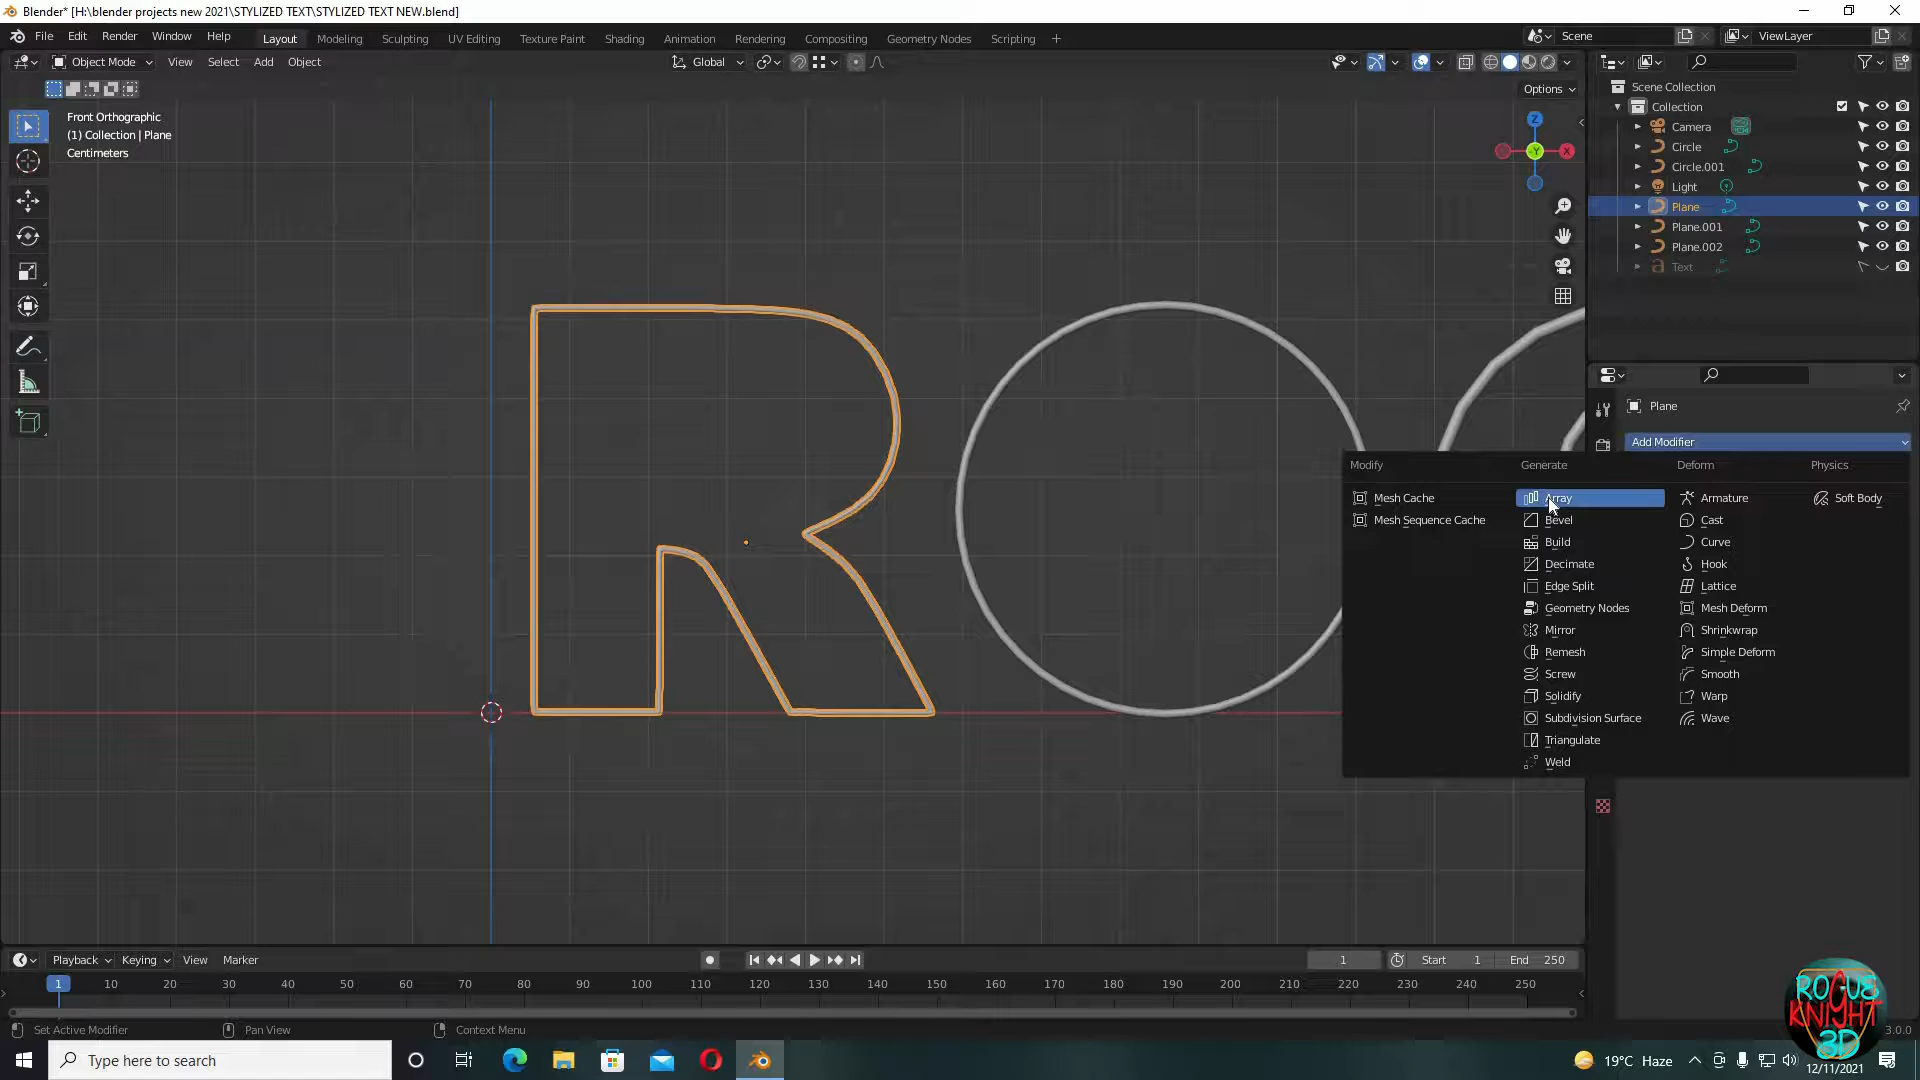 Blender* [H:\blender projects new 2021\STYLIZED TEXT\STYLIZED TEXT NEW.blend]
File Edit Render Window Help
Layout Modeling Sculpting UV Editing Texture Paint Shading Animation Rendering Compositing Geometry Nodes Scripting +
Scene ViewLayer
Object Mode View Select Add Object
Global
Options
Front Orthographic
(1) Collection | Plane
Centimeters
Z
-Y
X
Scene Collection
Collection
Camera
Circle
Circle.001
Light
Plane
Plane.001
Plane.002
Text
Plane
Add Modifier
Modify Generate Deform Physics
Mesh Cache Array Armature Soft Body
Mesh Sequence Cache Bevel Cast
Build Curve
Decimate Hook
Edge Split Lattice
Geometry Nodes Mesh Deform
Mirror Shrinkwrap
Remesh Simple Deform
Screw Smooth
Solidify Warp
Subdivision Surface Wave
Triangulate
Weld
Playback Keying View Marker
1 Start 1 End 250
1 10 20 30 40 50 60 70 80 90 100 110 120 130 140 150 160 170 180 190 200 210 220 230 240 250
Set Active Modifier Pan View Context Menu
3.0.0
ROGUE
KNIGHT
3D
Type here to search
19°C Haze
12/11/2021